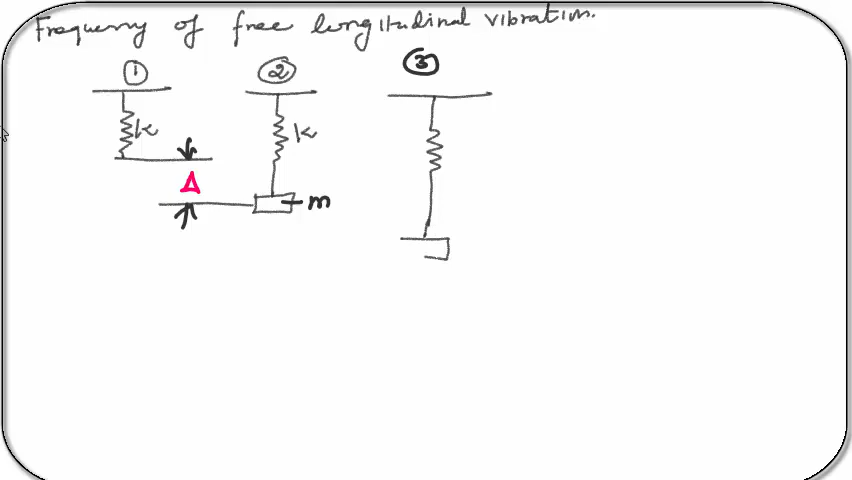 Frequency of free longitudinal vibration.
① ② ③
k k
Δ
m